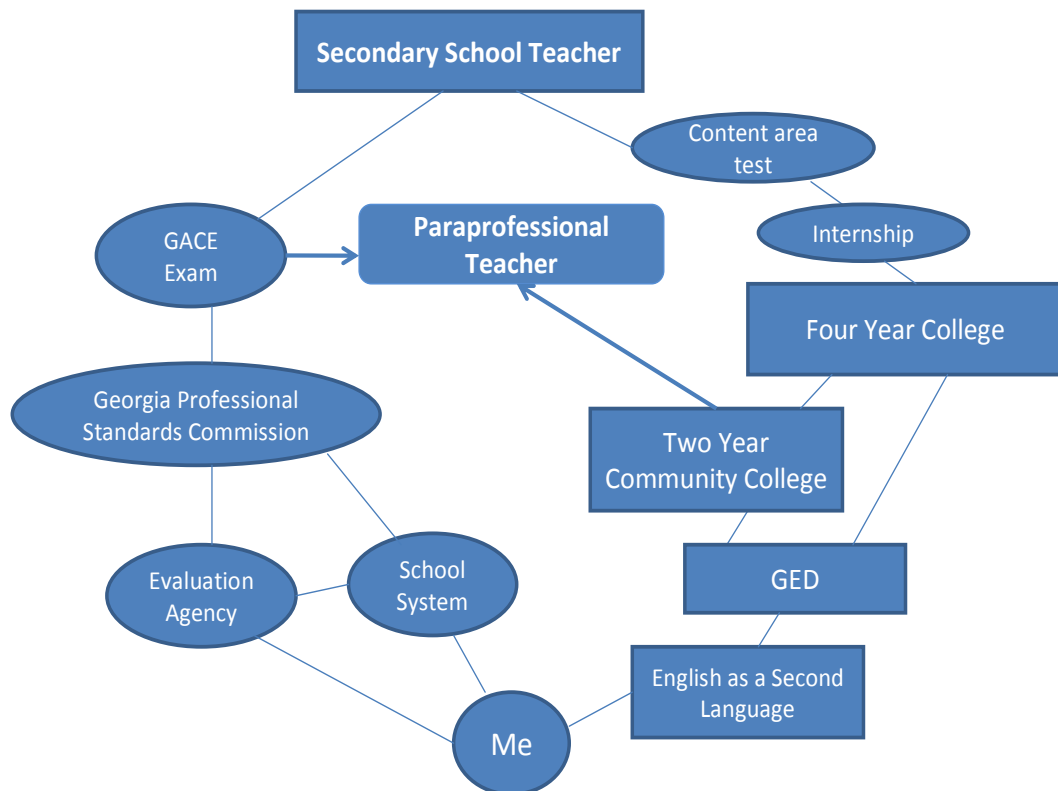 Secondary School Teacher
Content area
test
GACE
Exam
Paraprofessional
Teacher
Internship
Four Year College
Georgia Professional
Standards Commission
Two Year
Community College
Evaluation
Agency
School
System
GED
English as a Second
Language
Me